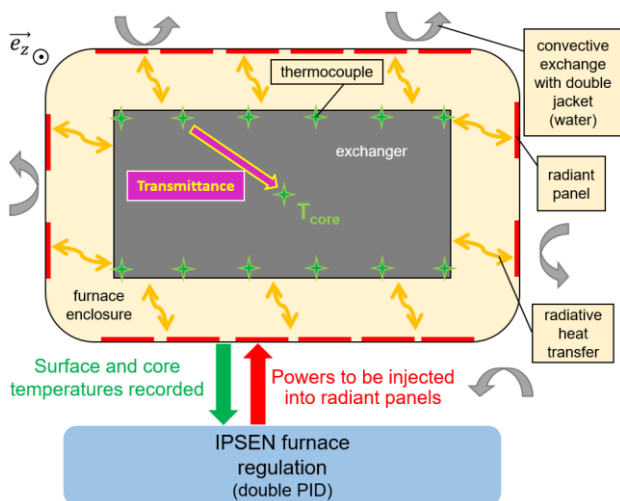 e_z
thermocouple
convective
exchange
with double
jacket
(water)
exchanger
radiant
panel
Transmittance
T_core
furnace
enclosure
radiative
heat
transfer
Surface and core
temperatures recorded
Powers to be injected
into radiant panels
IPSEN furnace
regulation
(double PID)